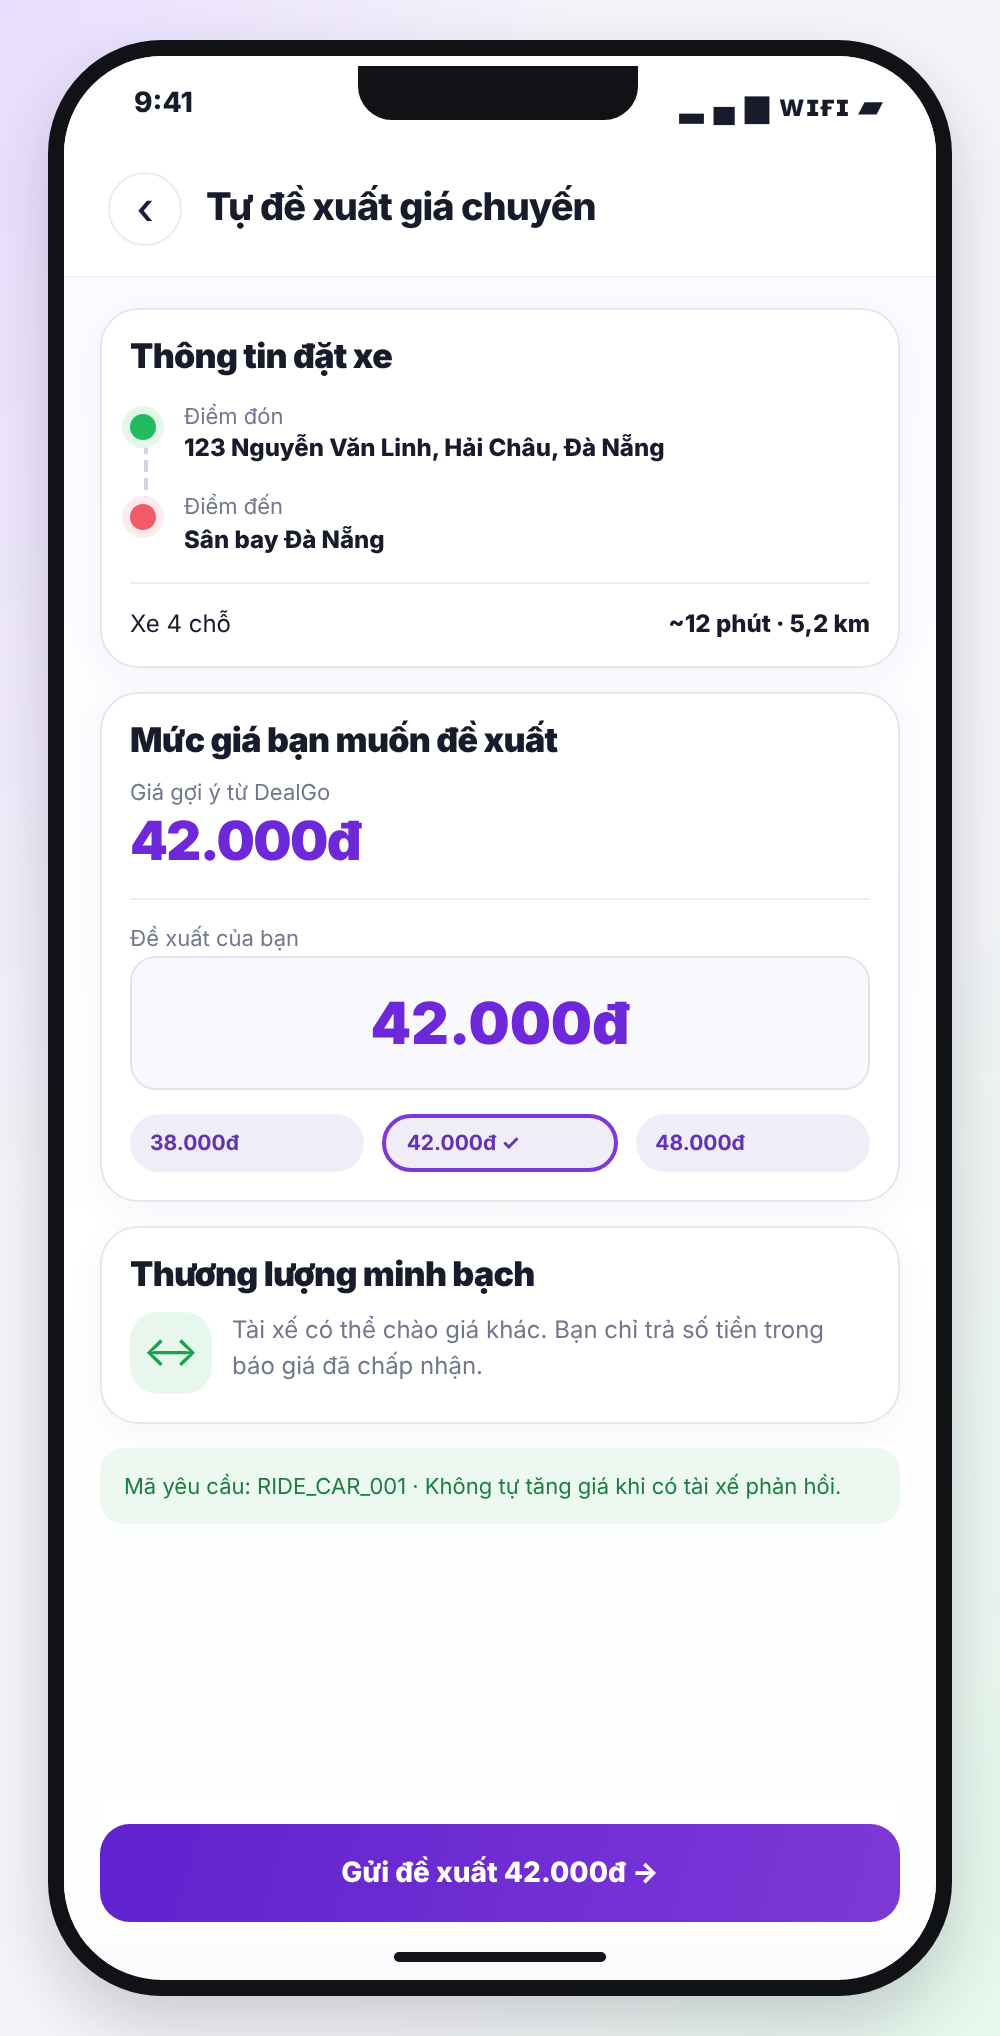 9:41
WIFI
Tự đề xuất giá chuyến
Thông tin đặt xe
Điểm đón
123 Nguyễn Văn Linh, Hải Châu, Đà Nẵng
Điểm đến
Sân bay Đà Nẵng
Xe 4 chỗ
~12 phút · 5,2 km
Mức giá bạn muốn đề xuất
Giá gợi ý từ DealGo
42.000đ
Đề xuất của bạn
42.000đ
38.000đ
42.000đ ✓
48.000đ
Thương lượng minh bạch
Tài xế có thể chào giá khác. Bạn chỉ trả số tiền trong
báo giá đã chấp nhận.
Mã yêu cầu: RIDE_CAR_001 · Không tự tăng giá khi có tài xế phản hồi.
Gửi đề xuất 42.000đ →